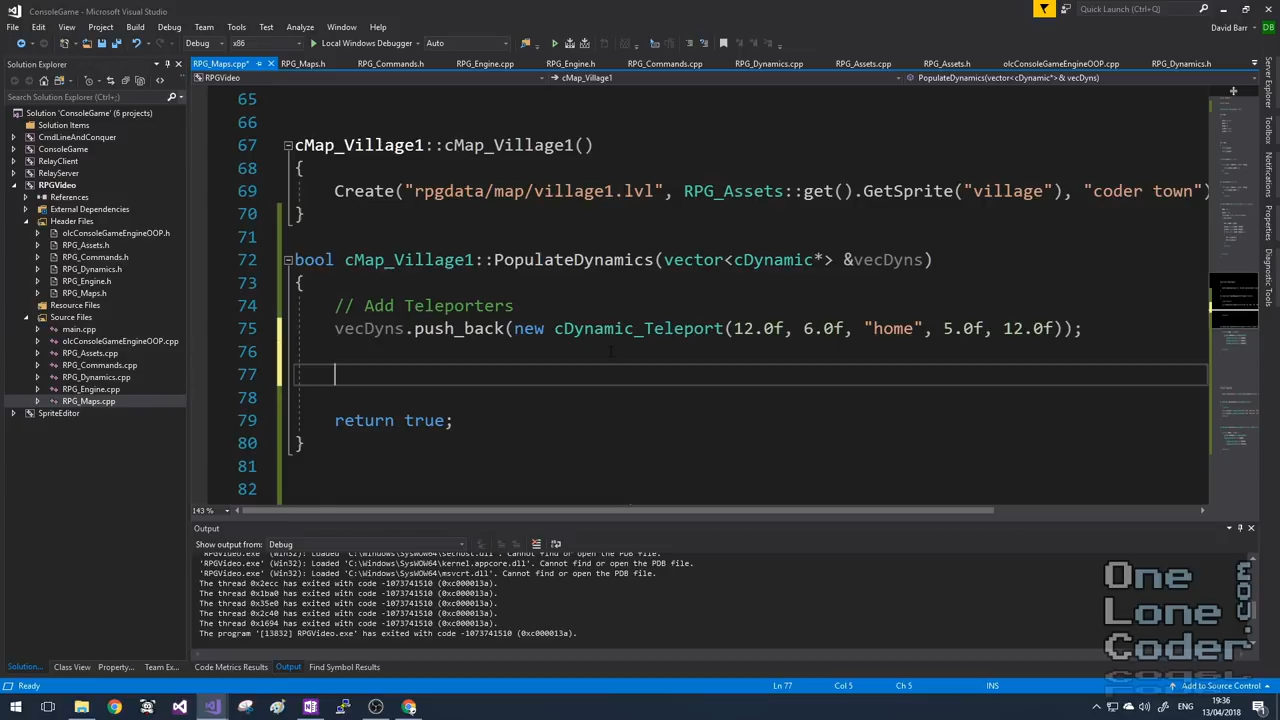 ConsoleGame - Microsoft Visual Studio
Quick Launch (Ctrl+Q)
File Edit View Project Build Debug Team Tools Test Analyze Window Help
David Barr DB
Debug x86 Local Windows Debugger Auto
Solution Explorer
RPG_Maps.cpp* RPG_Maps.h RPG_Commands.h RPG_Engine.cpp RPG_Engine.h RPG_Commands.cpp RPG_Dynamics.cpp RPG_Assets.cpp RPG_Assets.h olcConsoleGameEngineOOP.cpp RPG_Dynamics.h
RPGVideo cMap_Village1 PopulateDynamics(vector<cDynamic*> & vecDyns)
Search Solution Explorer (Ctrl+;)
Solution 'ConsoleGame' (6 projects)
Solution Items
CmdLineAndConquer
ConsoleGame
RelayClient
RelayServer
RPGVideo
References
External Dependencies
Header Files
olcConsoleGameEngineOOP.h
RPG_Assets.h
RPG_Commands.h
RPG_Dynamics.h
RPG_Engine.h
RPG_Maps.h
Resource Files
Source Files
main.cpp
olcConsoleGameEngineOOP.cpp
RPG_Assets.cpp
RPG_Commands.cpp
RPG_Dynamics.cpp
RPG_Engine.cpp
RPG_Maps.cpp
SpriteEditor
65
66
67 cMap_Village1::cMap_Village1()
68 {
69 Create("rpgdata/map/village1.lvl", RPG_Assets::get().GetSprite("village"), "coder town")
70 }
71
72 bool cMap_Village1::PopulateDynamics(vector<cDynamic*> &vecDyns)
73 {
74 // Add Teleporters
75 vecDyns.push_back(new cDynamic_Teleport(12.0f, 6.0f, "home", 5.0f, 12.0f));
76
77
78
79 return true;
80 }
81
82
143 %
Output
Show output from: Debug
'RPGVideo.exe' (Win32): Loaded 'C:\Windows\SysWOW64\sechost.dll'. Cannot find or open the PDB file.
'RPGVideo.exe' (Win32): Loaded 'C:\Windows\SysWOW64\kernel.appcore.dll'. Cannot find or open the PDB file.
'RPGVideo.exe' (Win32): Loaded 'C:\Windows\SysWOW64\msvcrt.dll'. Cannot find or open the PDB file.
The thread 0x2ecc has exited with code -1073741510 (0xc000013a).
The thread 0x1ba0 has exited with code -1073741510 (0xc000013a).
The thread 0x35e0 has exited with code -1073741510 (0xc000013a).
The thread 0x2c40 has exited with code -1073741510 (0xc000013a).
The thread 0x1694 has exited with code -1073741510 (0xc000013a).
The program '[13832] RPGVideo.exe' has exited with code -1073741510 (0xc000013a).
Solution... Class View Property... Team Ex...
Code Metrics Results Output Find Symbol Results
Server Explorer
Toolbox
Notifications
Properties
Diagnostic Tools
One
Lone
Coder
Ready Ln 77 Col 5 Ch 5 INS Add to Source Control
ENG 19:36
13/04/2018